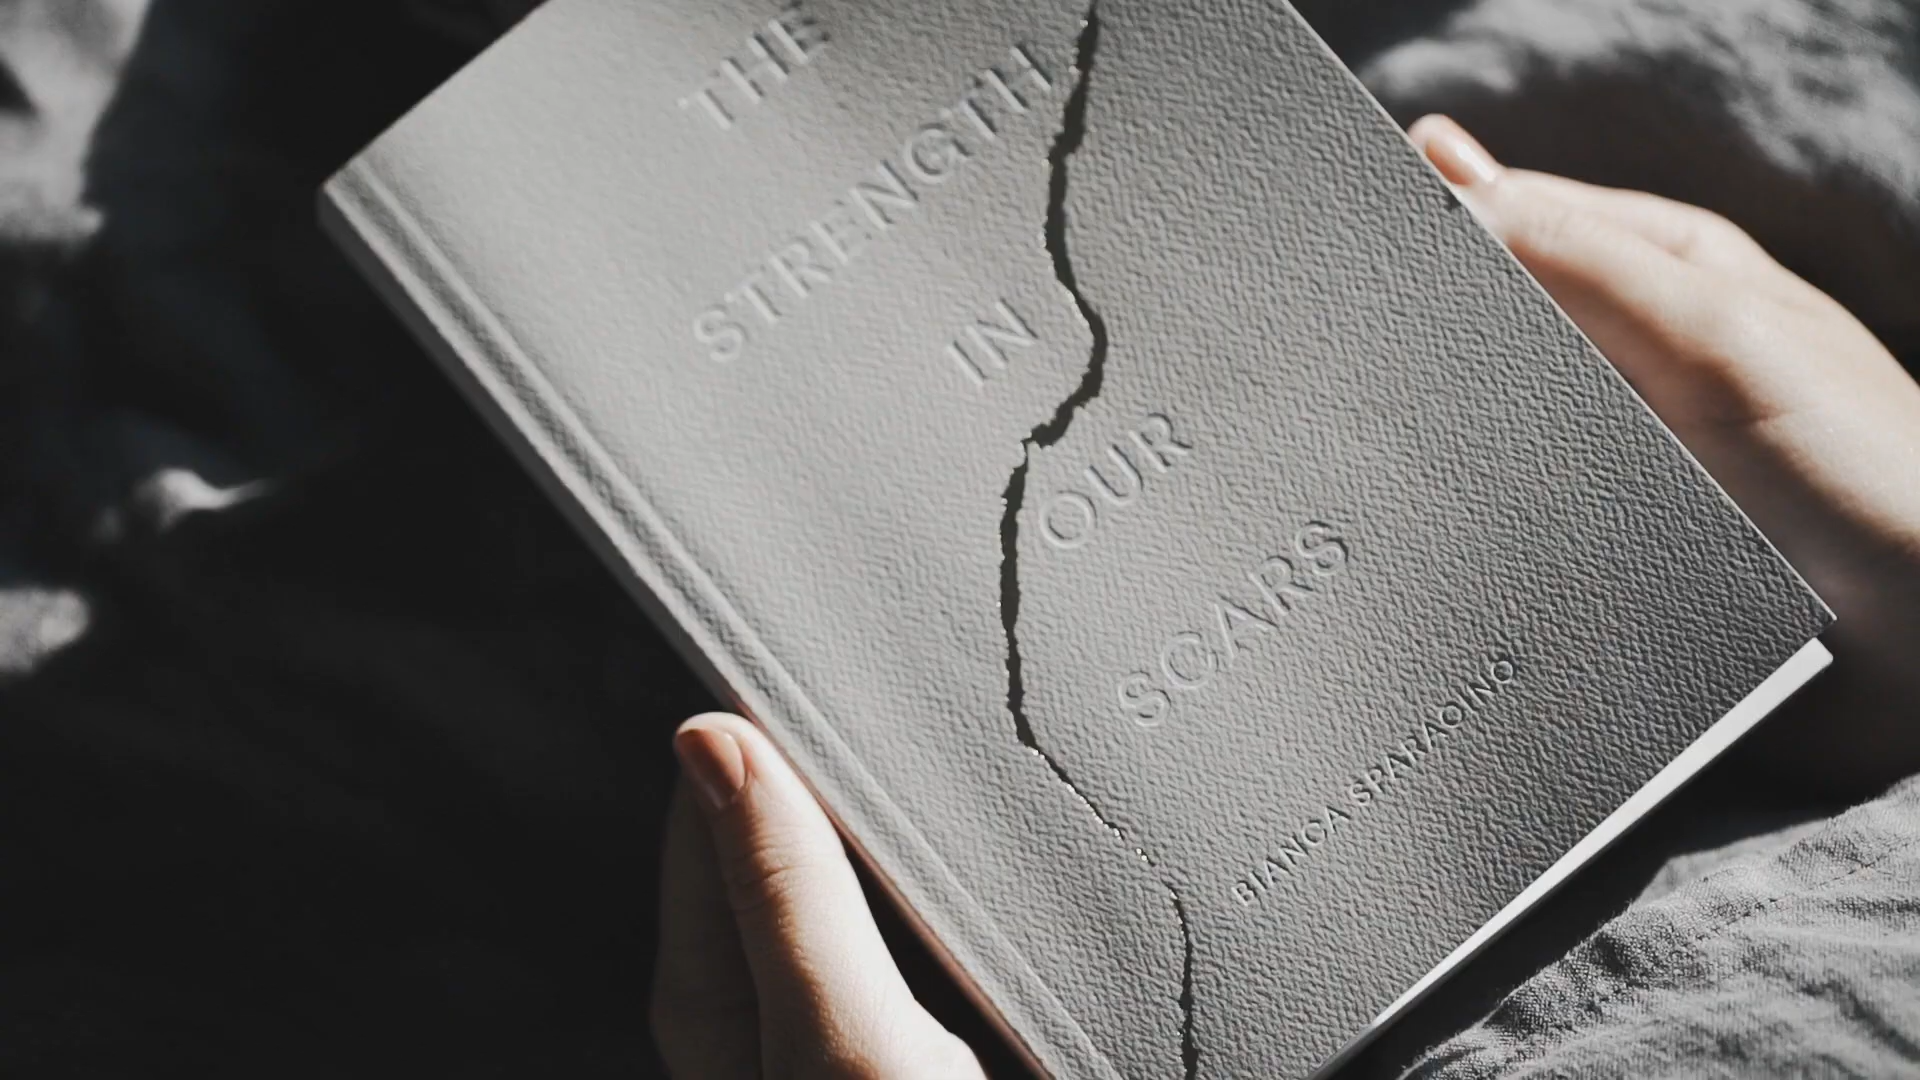 THE
STRENGTH
IN
OUR
SCARS
BIANCA SPARACINO